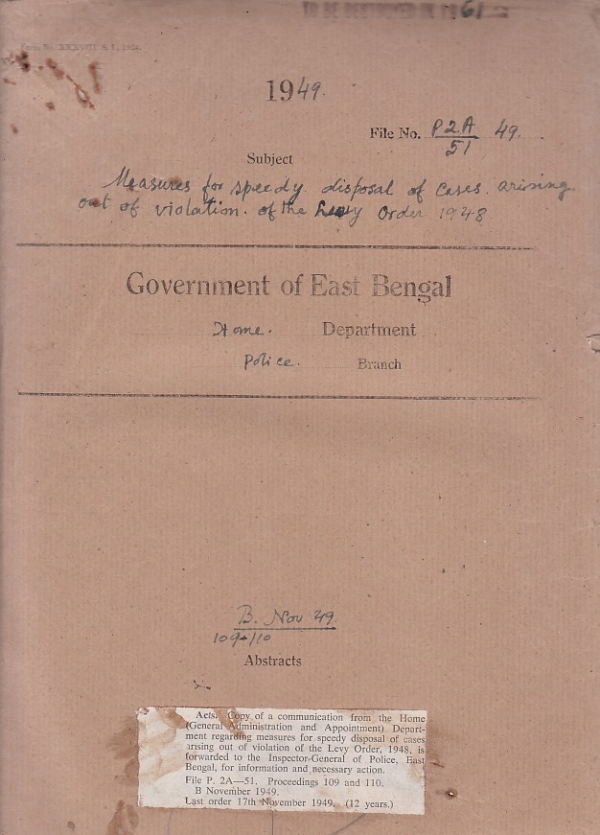 TO BE DESTROYED IN 1961
1949.
File No. P2A/51 49.
Subject
Measures for speedy disposal of cases arising
out of violation of the Levy Order 1948
Government of East Bengal
Home. Department
Police. Branch
B. Nov 49.
109-110
Abstracts
Acts. Copy of a communication from the Home
(General Administration and Appointment) Depart-
ment regarding measures for speedy disposal of cases
arising out of violation of the Levy Order, 1948, is
forwarded to the Inspector-General of Police, East
Bengal, for information and necessary action.
File P. 2A—51. Proceedings 109 and 110.
B November 1949.
Last order 17th November 1949. (12 years.)